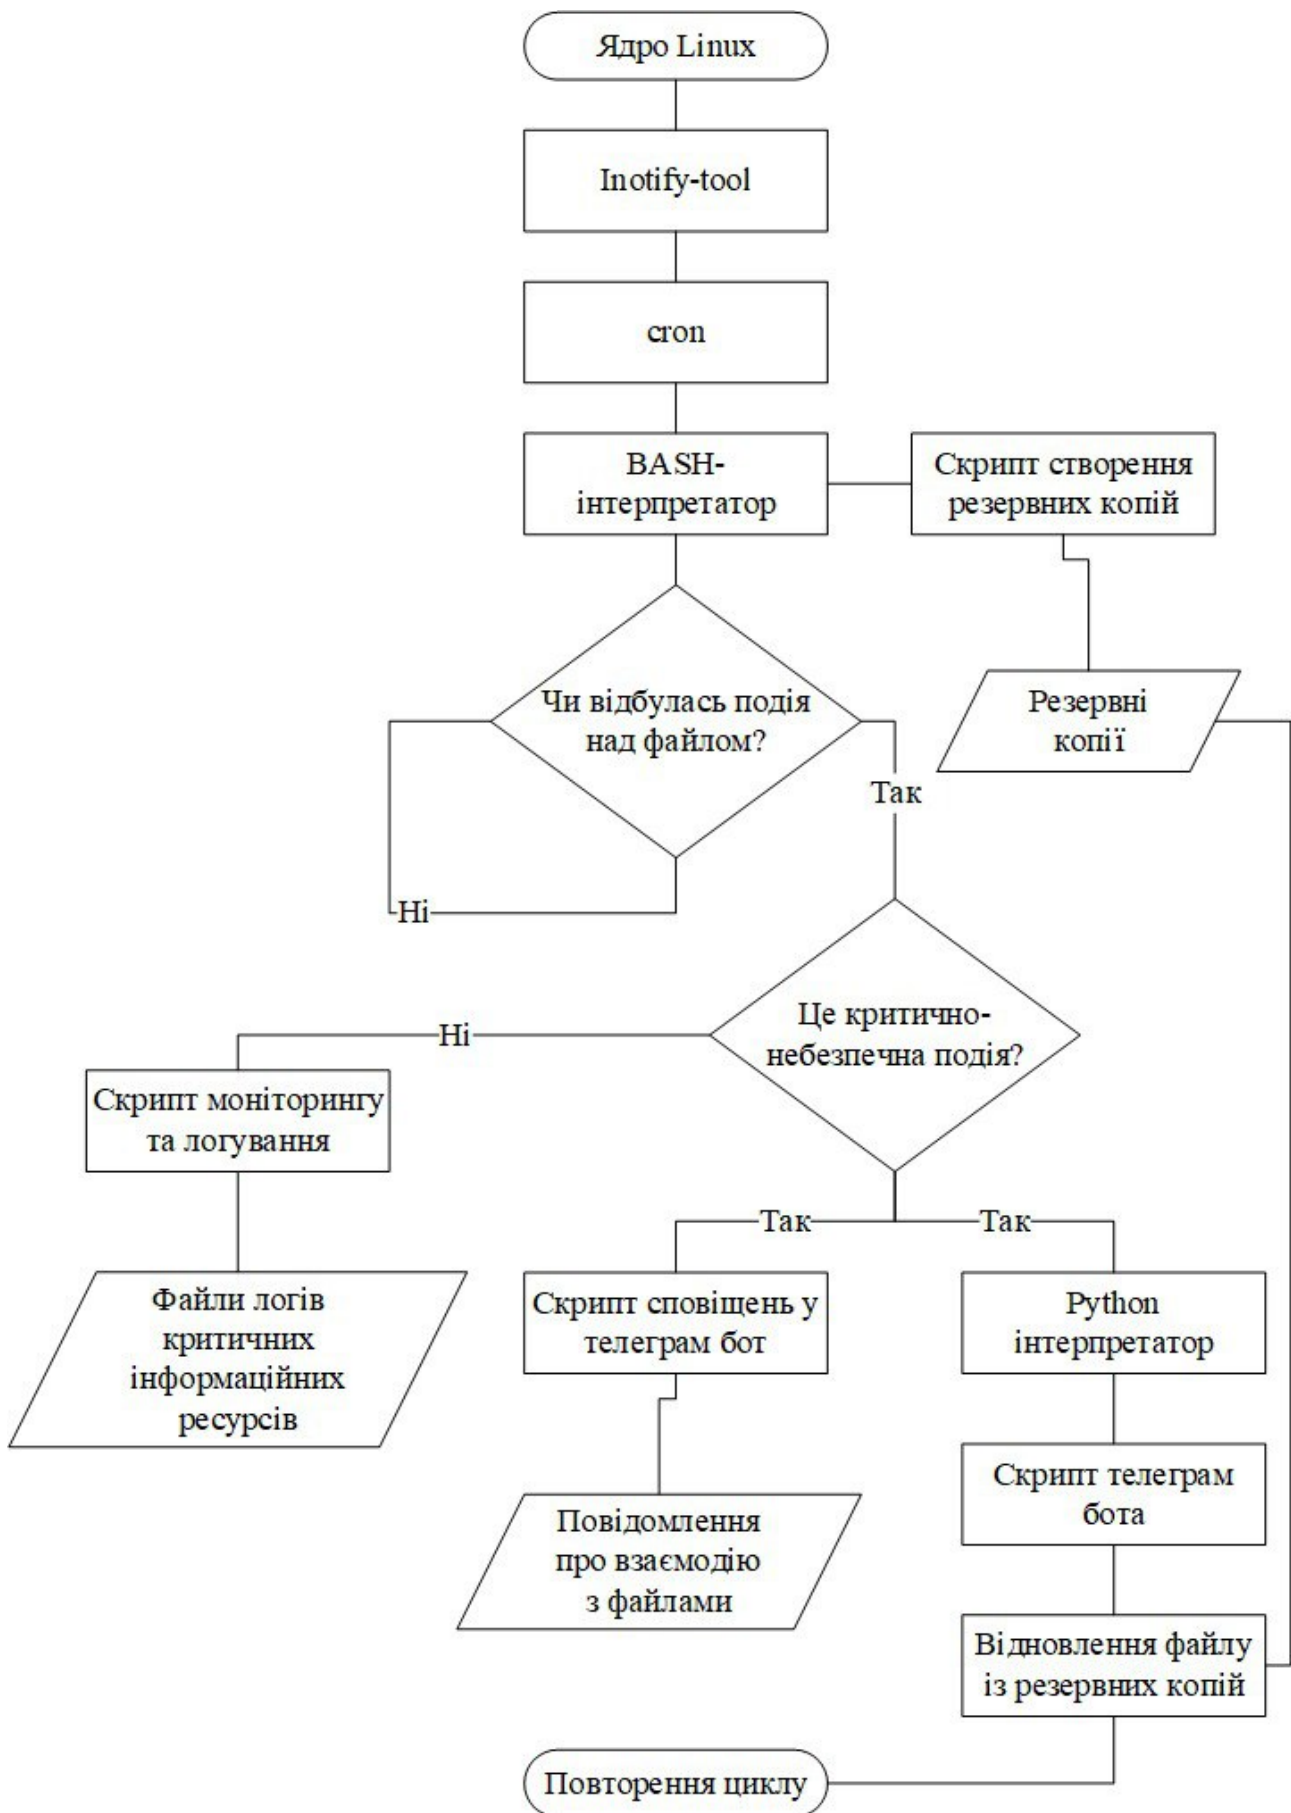 Ядро Linux
Inotify-tool
cron
BASH-
інтерпретатор
Скрипт створення
резервних копій
Чи відбулась подія
над файлом?
Резервні
копії
Так
Ні
Це критично-
небезпечна подія?
Ні
Скрипт моніторингу
та логування
Так
Так
Файли логів
критичних
інформаційних
ресурсів
Скрипт сповіщень у
телеграм бот
Python
інтерпретатор
Скрипт телеграм
бота
Повідомлення
про взаємодію
з файлами
Відновлення файлу
із резервних копій
Повторення циклу